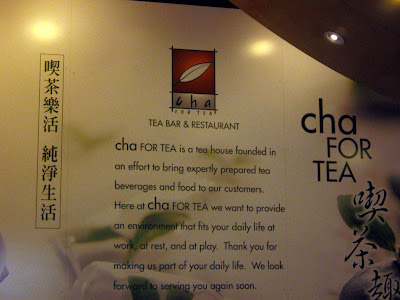 喫茶樂活 純淨生活
cha
FOR TEA
TEA BAR & RESTAURANT
cha FOR TEA is a tea house founded in
an effort to bring expertly prepared tea
beverages and food to our customers.
Here at cha FOR TEA we want to provide
an environment that fits your daily life at
work, at rest, and at play. Thank you for
making us part of your daily life. We look
forward to serving you again soon.
cha
FOR
TEA
喫茶趣